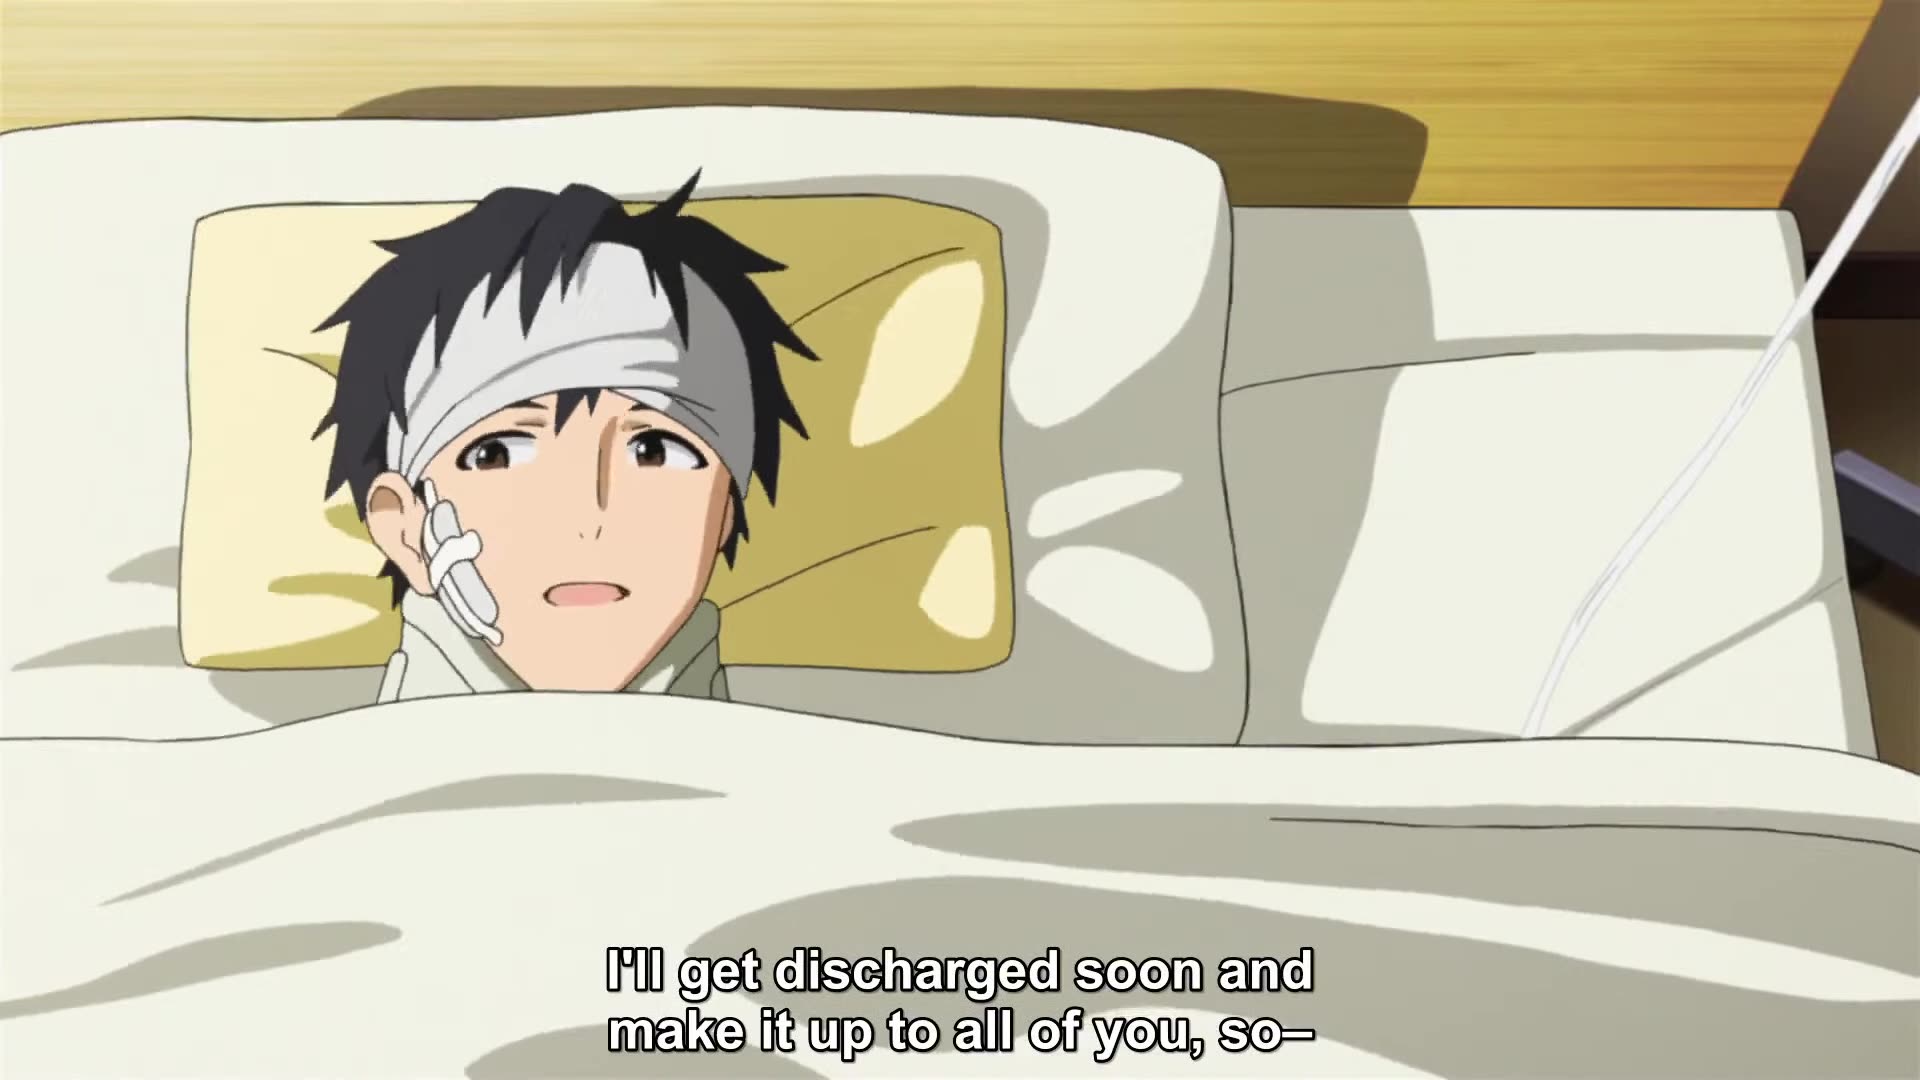 I'll get discharged soon and
make it up to all of you, so–